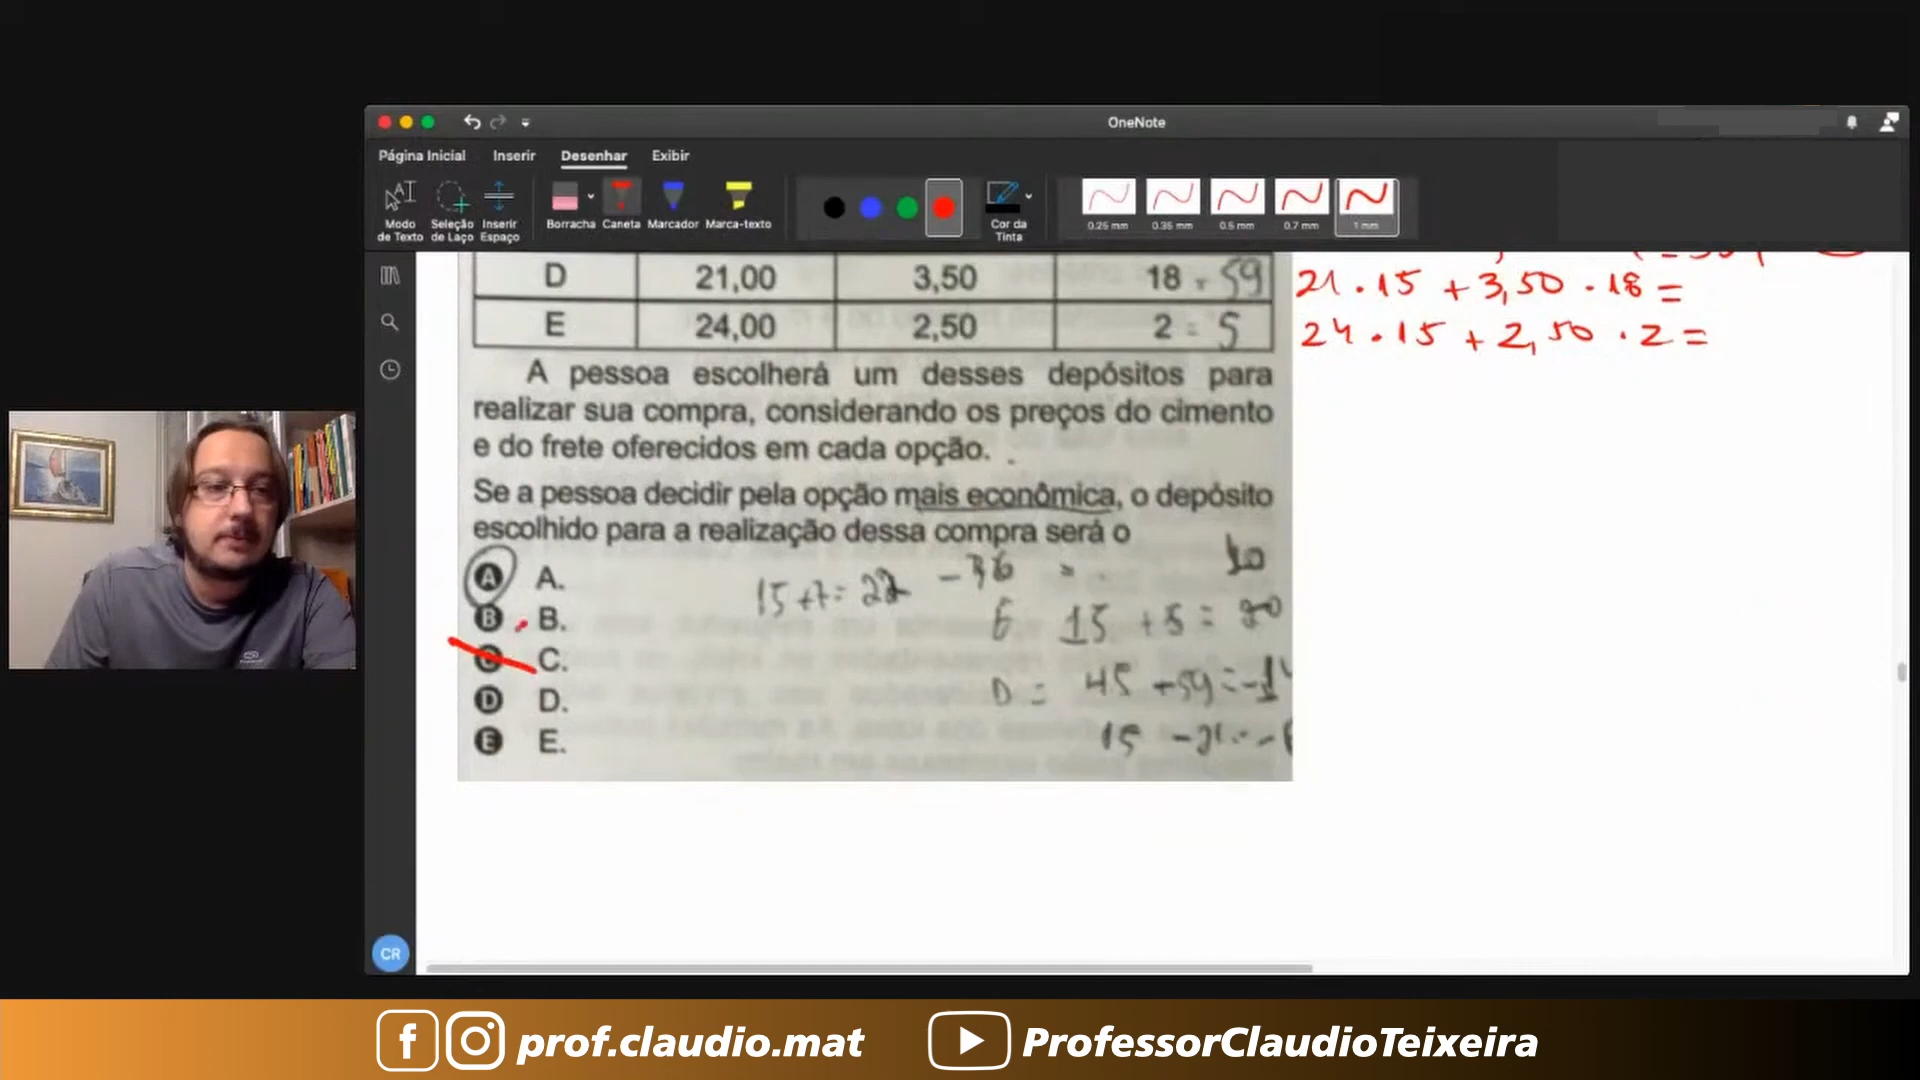 OneNote
Página Inicial Inserir Desenhar Exibir
Modo de Texto
Seleção de Laço
Inserir Espaço
Borracha
Caneta
Marcador
Marca-texto
Cor da Tinta
0.25 mm
0.35 mm
0.5 mm
0.7 mm
1 mm
D 21,00 3,50 18 = 59
E 24,00 2,50 2 = 5
21 . 15 + 3,50 . 18 =
24 . 15 + 2,50 . 2 =
A pessoa escolherá um desses depósitos para
realizar sua compra, considerando os preços do cimento
e do frete oferecidos em cada opção.
Se a pessoa decidir pela opção mais econômica, o depósito
escolhido para a realização dessa compra será o
A A.
B B.
C.
D D.
E E.
15 + 7 = 22 - 36 =
15 + 5 = 20
D = 45 + 59 =
15
CR
f prof.claudio.mat ProfessorClaudioTeixeira